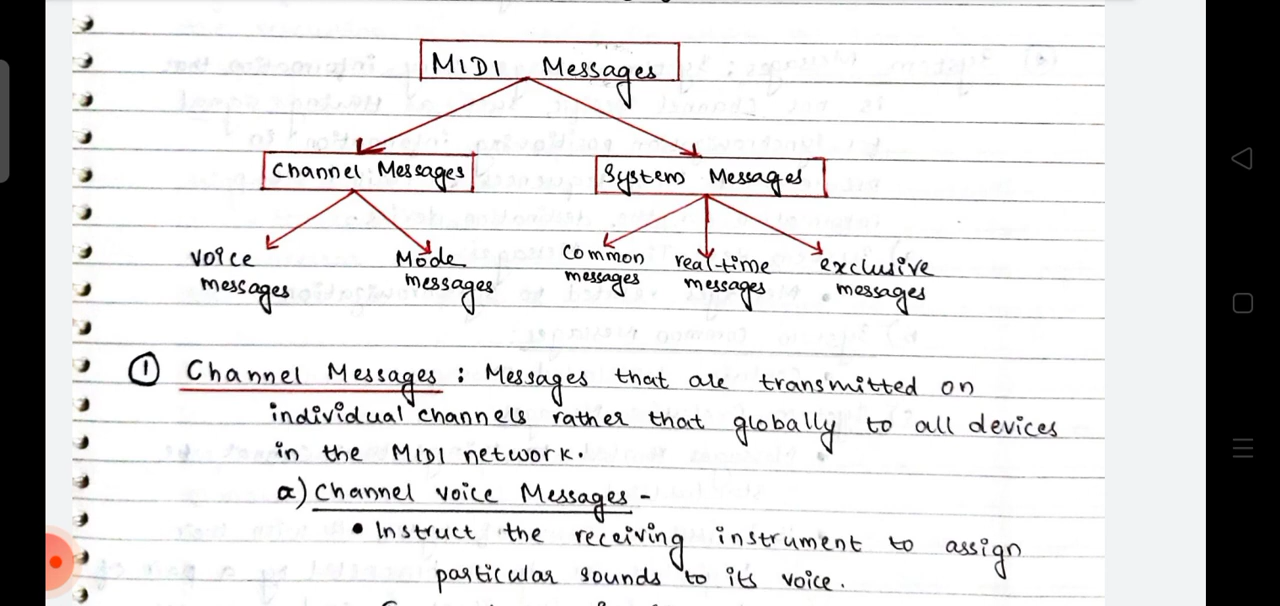 MIDI Messages
Channel Messages
System Messages
voice messages
Mode messages
common messages
real-time messages
exclusive messages
① Channel Messages : Messages that are transmitted on
individual channels rather that globally to all devices
in the MIDI network.
a) Channel voice Messages -
• Instruct the receiving instrument to assign
particular sounds to its voice.